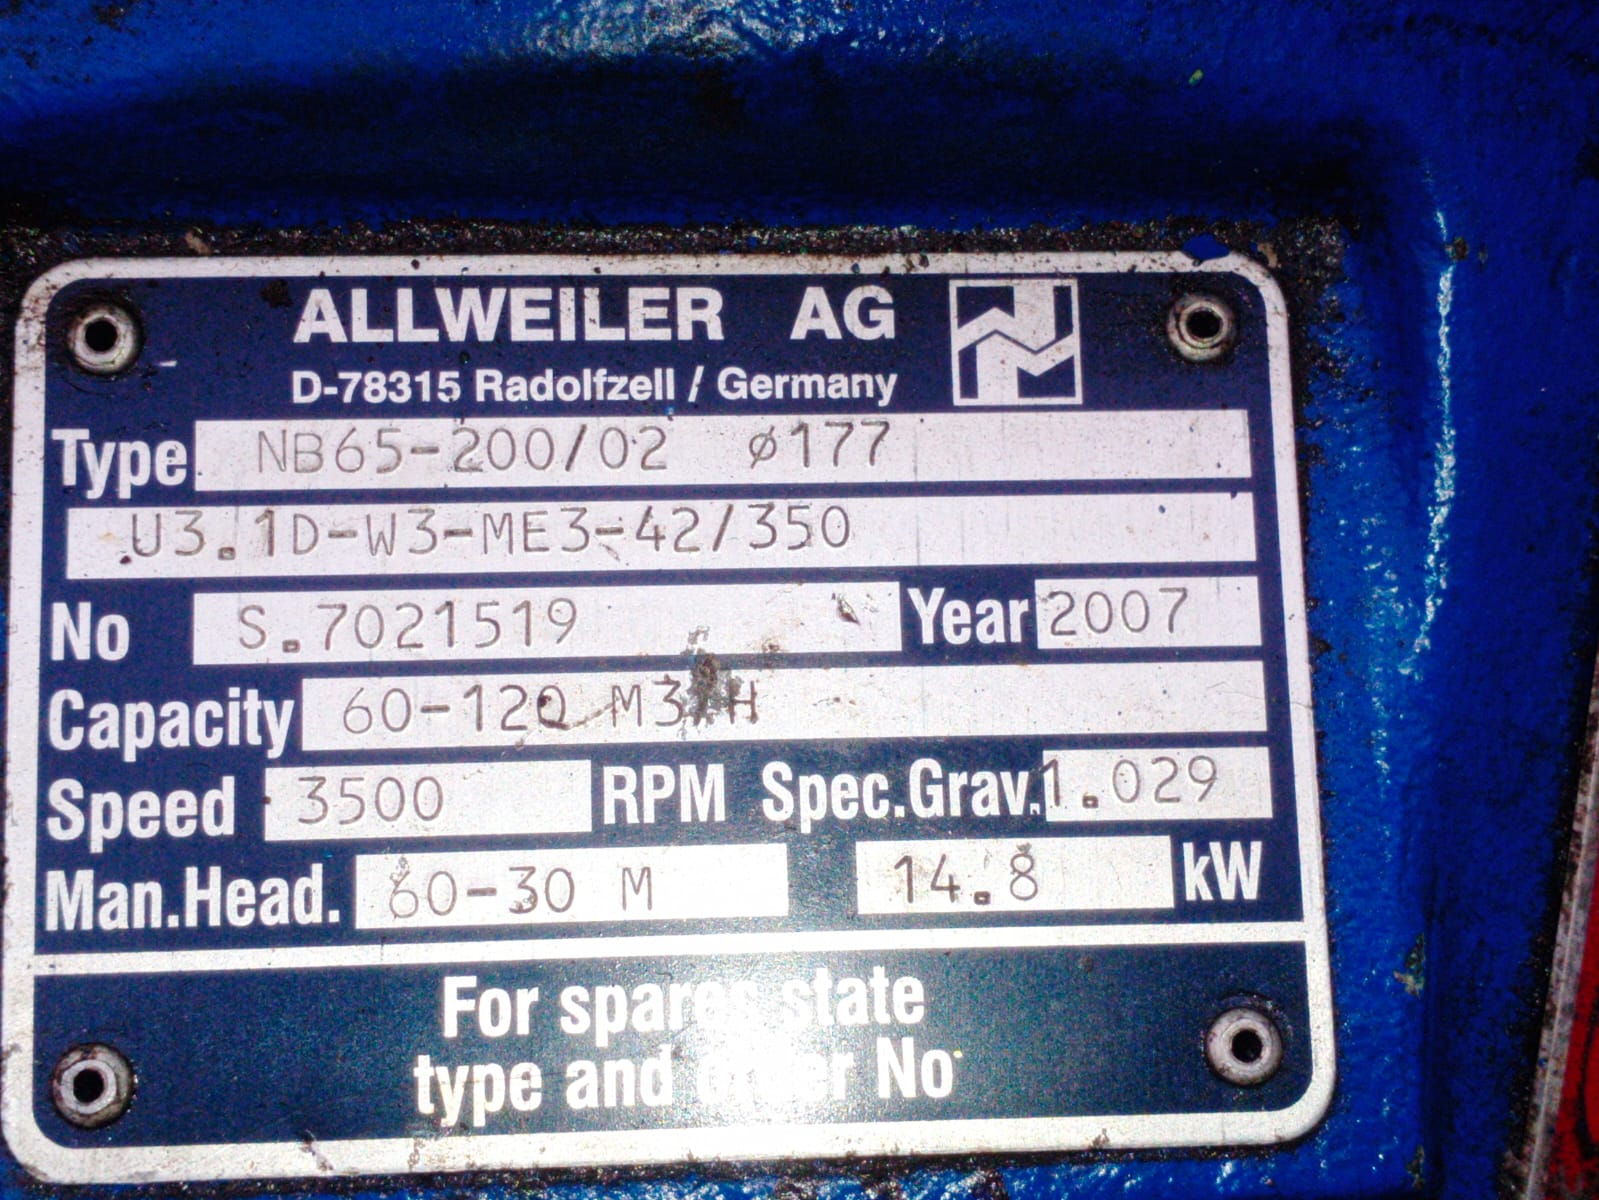 ALLWEILER AG
D-78315 Radolfzell / Germany
Type NB65-200/02 ø177
U3.1D-W3-ME3-42/350
No S.7021519 Year 2007
Capacity 60-120 M3/H
Speed 3500 RPM Spec.Grav. 1.029
Man.Head. 60-30 M 14.8 kW
For spares state
type and order No